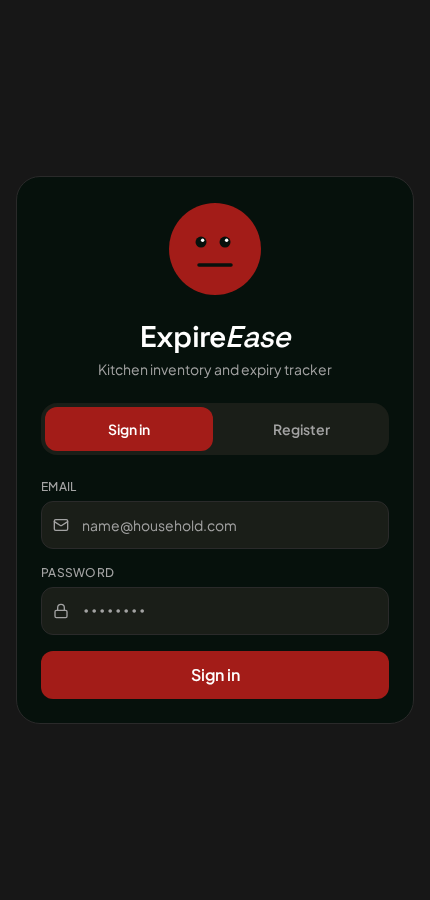 ExpireEase
Kitchen inventory and expiry tracker
Sign in
Register
EMAIL
name@household.com
PASSWORD
••••••••
Sign in